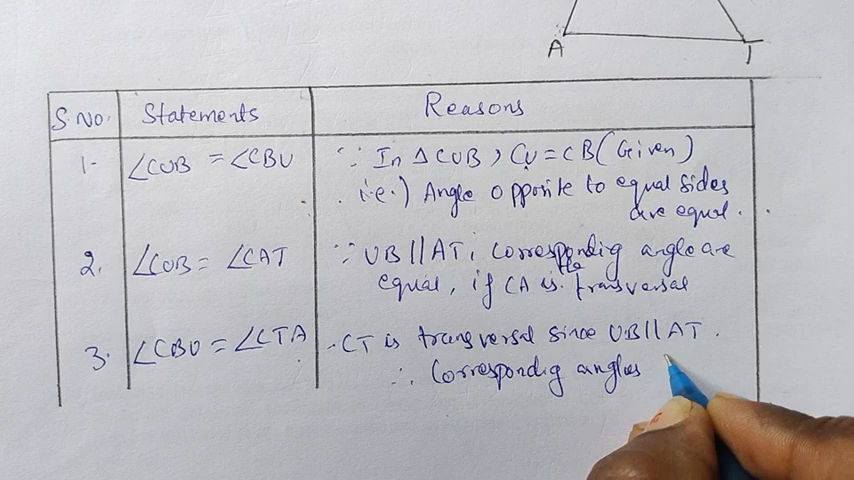 A T
S.No. Statements Reasons
1- ∠CUB = ∠CBU ∵ In Δ CUB, CU = CB (Given)
i.e.) Angle opposite to equal sides
are equal.
2. ∠CUB = ∠CAT ∵ UB || AT, corresponding angle are
equal, if CA is the transversal
3. ∠CBU = ∠CTA . CT is transversal since UB || AT.
∴ Correspondig angles